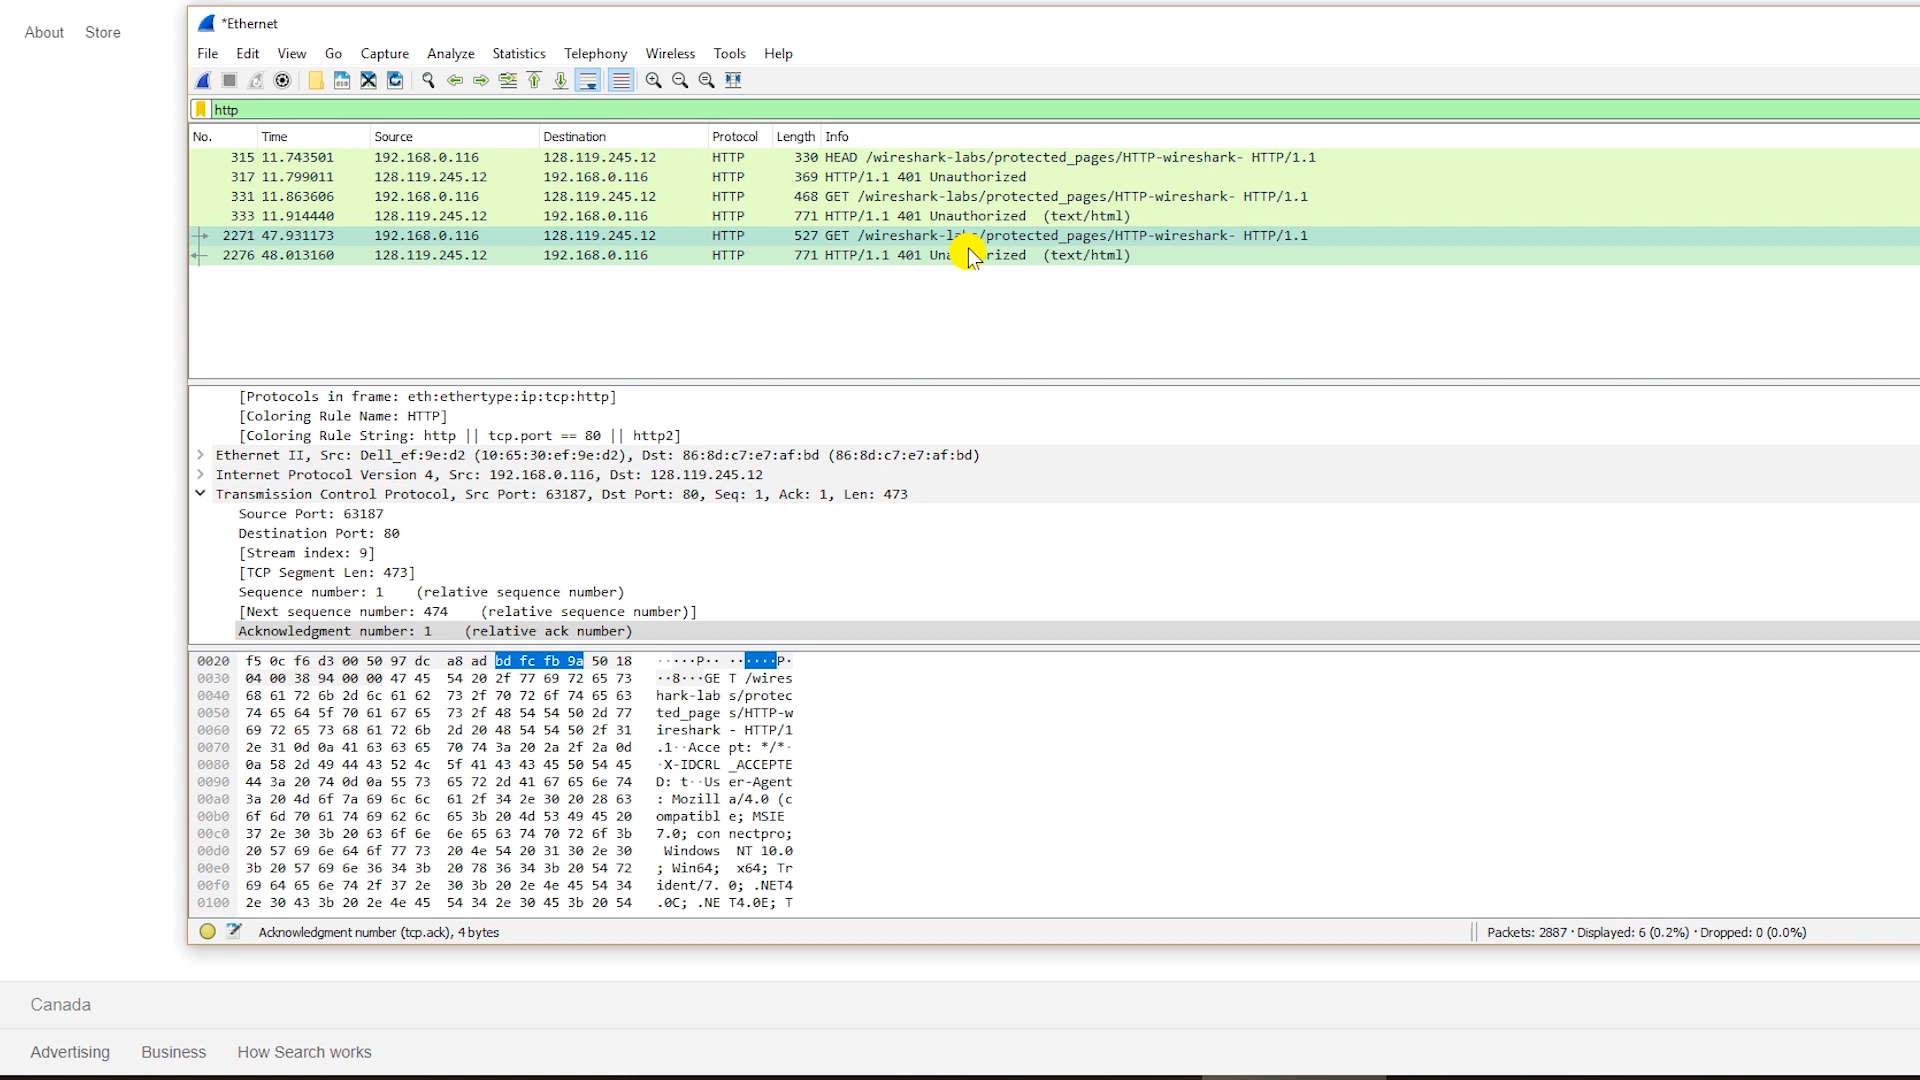 About Store
*Ethernet
File Edit View Go Capture Analyze Statistics Telephony Wireless Tools Help
http
No. Time Source Destination Protocol Length Info
315 11.743501 192.168.0.116 128.119.245.12 HTTP 330 HEAD /wireshark-labs/protected_pages/HTTP-wireshark- HTTP/1.1
317 11.799011 128.119.245.12 192.168.0.116 HTTP 369 HTTP/1.1 401 Unauthorized
331 11.863606 192.168.0.116 128.119.245.12 HTTP 468 GET /wireshark-labs/protected_pages/HTTP-wireshark- HTTP/1.1
333 11.914440 128.119.245.12 192.168.0.116 HTTP 771 HTTP/1.1 401 Unauthorized (text/html)
2271 47.931173 192.168.0.116 128.119.245.12 HTTP 527 GET /wireshark-labs/protected_pages/HTTP-wireshark- HTTP/1.1
2276 48.013160 128.119.245.12 192.168.0.116 HTTP 771 HTTP/1.1 401 Unauthorized (text/html)
[Protocols in frame: eth:ethertype:ip:tcp:http]
[Coloring Rule Name: HTTP]
[Coloring Rule String: http || tcp.port == 80 || http2]
Ethernet II, Src: Dell_ef:9e:d2 (10:65:30:ef:9e:d2), Dst: 86:8d:c7:e7:af:bd (86:8d:c7:e7:af:bd)
Internet Protocol Version 4, Src: 192.168.0.116, Dst: 128.119.245.12
Transmission Control Protocol, Src Port: 63187, Dst Port: 80, Seq: 1, Ack: 1, Len: 473
Source Port: 63187
Destination Port: 80
[Stream index: 9]
[TCP Segment Len: 473]
Sequence number: 1 (relative sequence number)
[Next sequence number: 474 (relative sequence number)]
Acknowledgment number: 1 (relative ack number)
0020 f5 0c f6 d3 00 50 97 dc a8 ad bd fc fb 9a 50 18 ·····P·· ······P·
0030 04 00 38 94 00 00 47 45 54 20 2f 77 69 72 65 73 ··8···GE T /wires
0040 68 61 72 6b 2d 6c 61 62 73 2f 70 72 6f 74 65 63 hark-lab s/protec
0050 74 65 64 5f 70 61 67 65 73 2f 48 54 54 50 2d 77 ted_page s/HTTP-w
0060 69 72 65 73 68 61 72 6b 2d 20 48 54 54 50 2f 31 ireshark - HTTP/1
0070 2e 31 0d 0a 41 63 63 65 70 74 3a 20 2a 2f 2a 0d .1··Acce pt: */*·
0080 0a 58 2d 49 44 43 52 4c 5f 41 43 43 45 50 54 45 ·X-IDCRL _ACCEPTE
0090 44 3a 20 74 0d 0a 55 73 65 72 2d 41 67 65 6e 74 D: t··Us er-Agent
00a0 3a 20 4d 6f 7a 69 6c 6c 61 2f 34 2e 30 20 28 63 : Mozill a/4.0 (c
00b0 6f 6d 70 61 74 69 62 6c 65 3b 20 4d 53 49 45 20 ompatibl e; MSIE
00c0 37 2e 30 3b 20 63 6f 6e 6e 65 63 74 70 72 6f 3b 7.0; con nectpro;
00d0 20 57 69 6e 64 6f 77 73 20 4e 54 20 31 30 2e 30 Windows NT 10.0
00e0 3b 20 57 69 6e 36 34 3b 20 78 36 34 3b 20 54 72 ; Win64; x64; Tr
00f0 69 64 65 6e 74 2f 37 2e 30 3b 20 2e 4e 45 54 34 ident/7. 0; .NET4
0100 2e 30 43 3b 20 2e 4e 45 54 34 2e 30 45 3b 20 54 .0C; .NE T4.0E; T
Acknowledgment number (tcp.ack), 4 bytes Packets: 2887 · Displayed: 6 (0.2%) · Dropped: 0 (0.0%)
Canada
Advertising Business How Search works